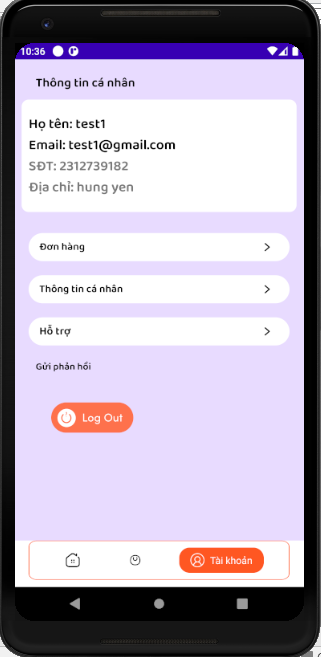 10:36
Thông tin cá nhân
Họ tên: test1
Email: test1@gmail.com
SĐT: 2312739182
Địa chỉ: hung yen
Đơn hàng
Thông tin cá nhân
Hỗ trợ
Gửi phản hồi
Log Out
Tài khoản